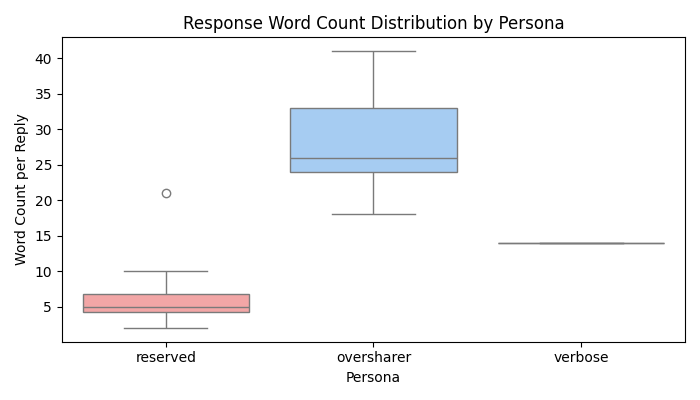 Response Word Count Distribution by Persona
Word Count per Reply
40
35
30
25
20
15
10
5
reserved
oversharer
verbose
Persona